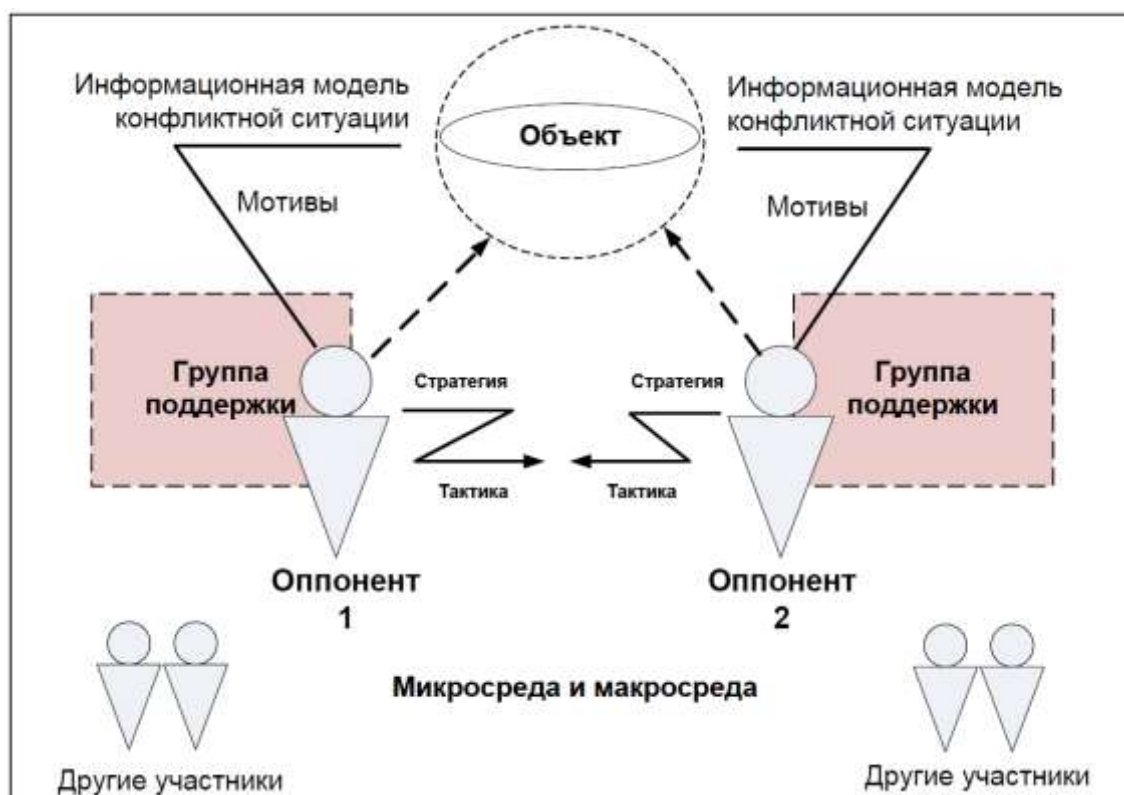 Информационная модель
конфликтной ситуации
Информационная модель
конфликтной ситуации
Объект
Мотивы
Мотивы
Группа
поддержки
Группа
поддержки
Стратегия
Стратегия
Тактика
Тактика
Оппонент
1
Оппонент
2
Микросреда и макросреда
Другие участники
Другие участники